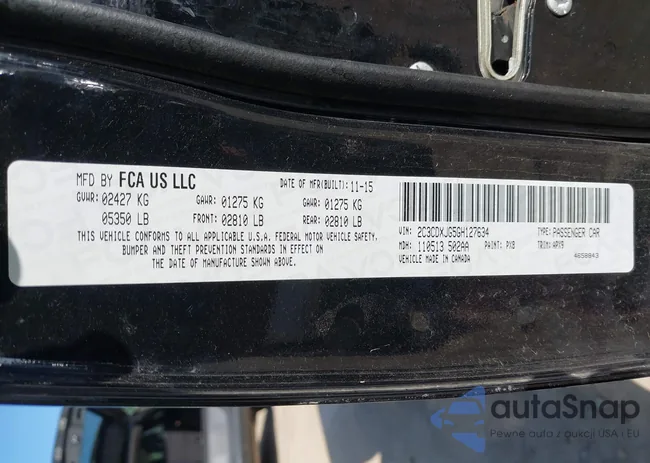 MFD BY FCA US LLC
DATE OF MFR(BUILT): 11-15
GVWR: 02427 KG
GAWR: 01275 KG
GAWR: 01275 KG
05350 LB
FRONT: 02810 LB
REAR: 02810 LB
THIS VEHICLE CONFORMS TO ALL APPLICABLE U.S.A. FEDERAL MOTOR VEHICLE SAFETY,
BUMPER AND THEFT PREVENTION STANDARDS IN EFFECT ON
THE DATE OF MANUFACTURE SHOWN ABOVE.
VIN: 2C3CDXJG5GH127634
TYPE: PASSENGER CAR
MDH: 110513 502AA
PAINT: PX8
TRIM: APX9
VEHICLE MADE IN CANADA
4658843
autaSnap
Pewne auta z aukcji USA i EU